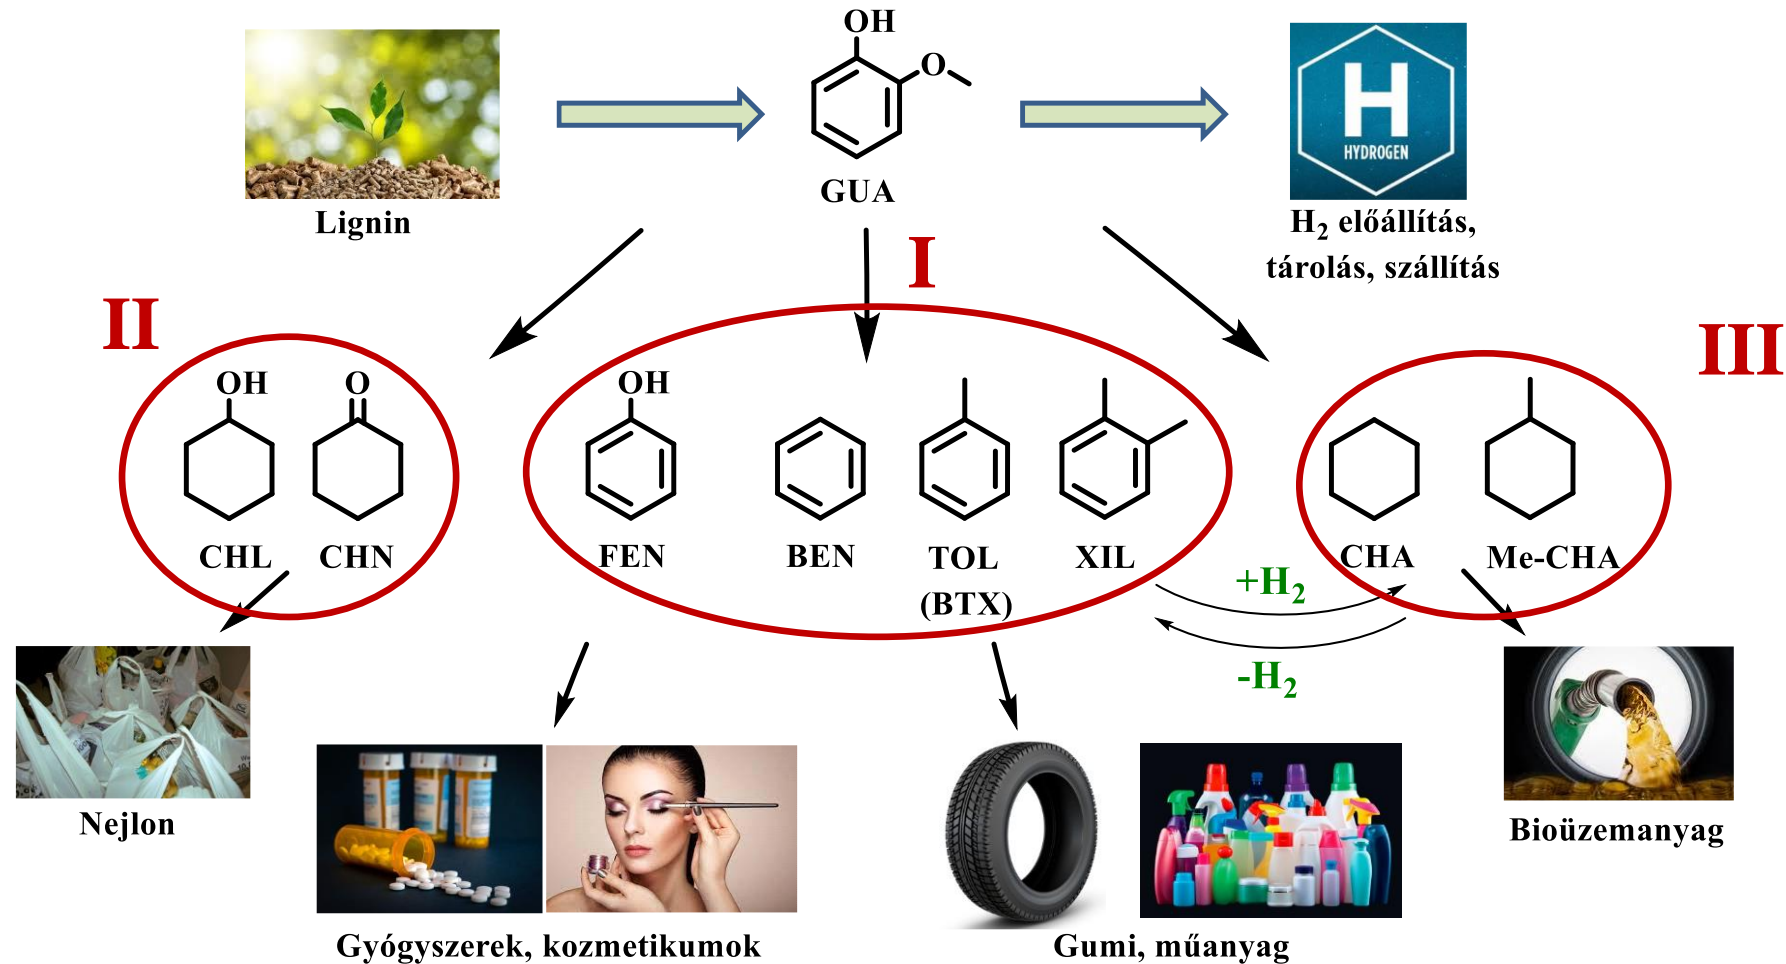 OH
O
GUA
Lignin
H
HYDROGEN
H₂ előállítás,
tárolás, szállítás
I
II
III
OH
O
CHL
CHN
OH
FEN
BEN
TOL
(BTX)
XIL
CHA
Me-CHA
+H₂
-H₂
Nejlon
Gyógyszerek, kozmetikumok
Gumi, műanyag
Bioüzemanyag